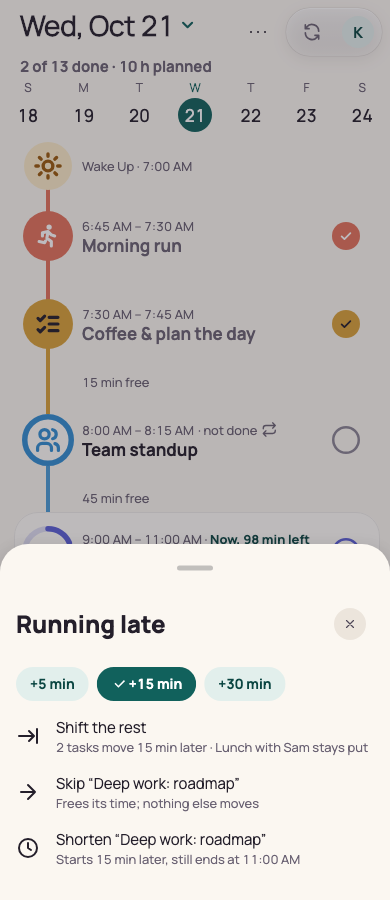 Wed, Oct 21
... K
2 of 13 done · 10 h planned
S M T W T F S
18 19 20 21 22 23 24
Wake Up · 7:00 AM
6:45 AM – 7:30 AM
Morning run
7:30 AM – 7:45 AM
Coffee & plan the day
15 min free
8:00 AM – 8:15 AM · not done
Team standup
45 min free
9:00 AM – 11:00 AM · Now, 98 min left
Running late
+5 min +15 min +30 min
Shift the rest
2 tasks move 15 min later · Lunch with Sam stays put
Skip “Deep work: roadmap”
Frees its time; nothing else moves
Shorten “Deep work: roadmap”
Starts 15 min later, still ends at 11:00 AM